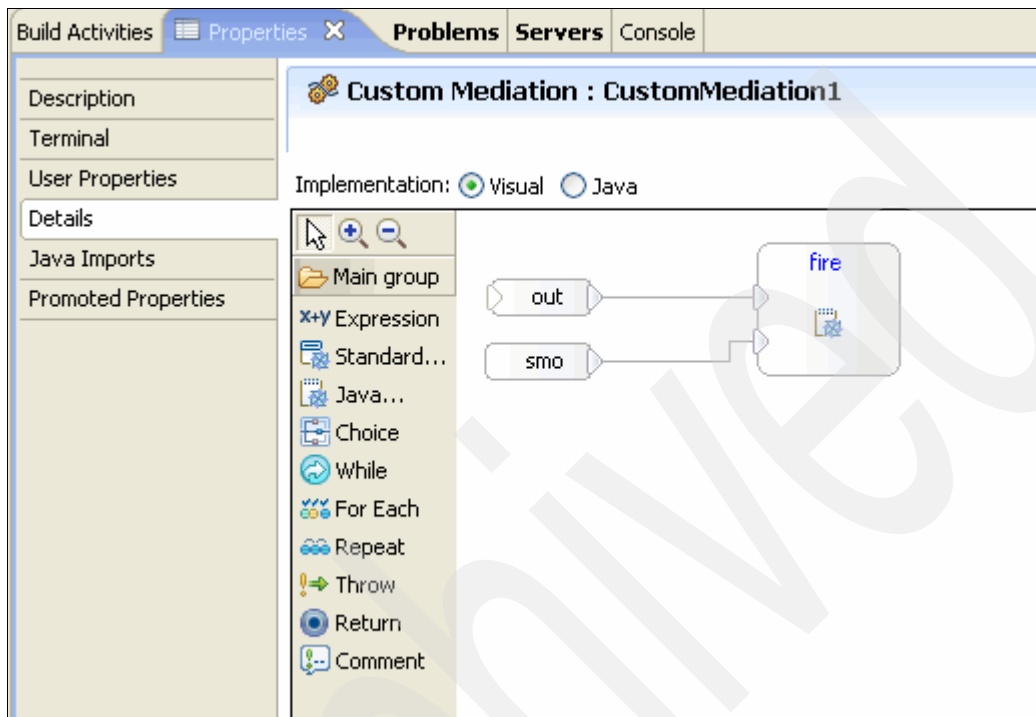 Build Activities Properties Problems Servers Console
Custom Mediation : CustomMediation1
Description
Terminal
User Properties
Details
Java Imports
Promoted Properties
Implementation: Visual Java
Main group
x+y Expression
Standard...
Java...
Choice
While
For Each
Repeat
Throw
Return
Comment
out
smo
fire
hived